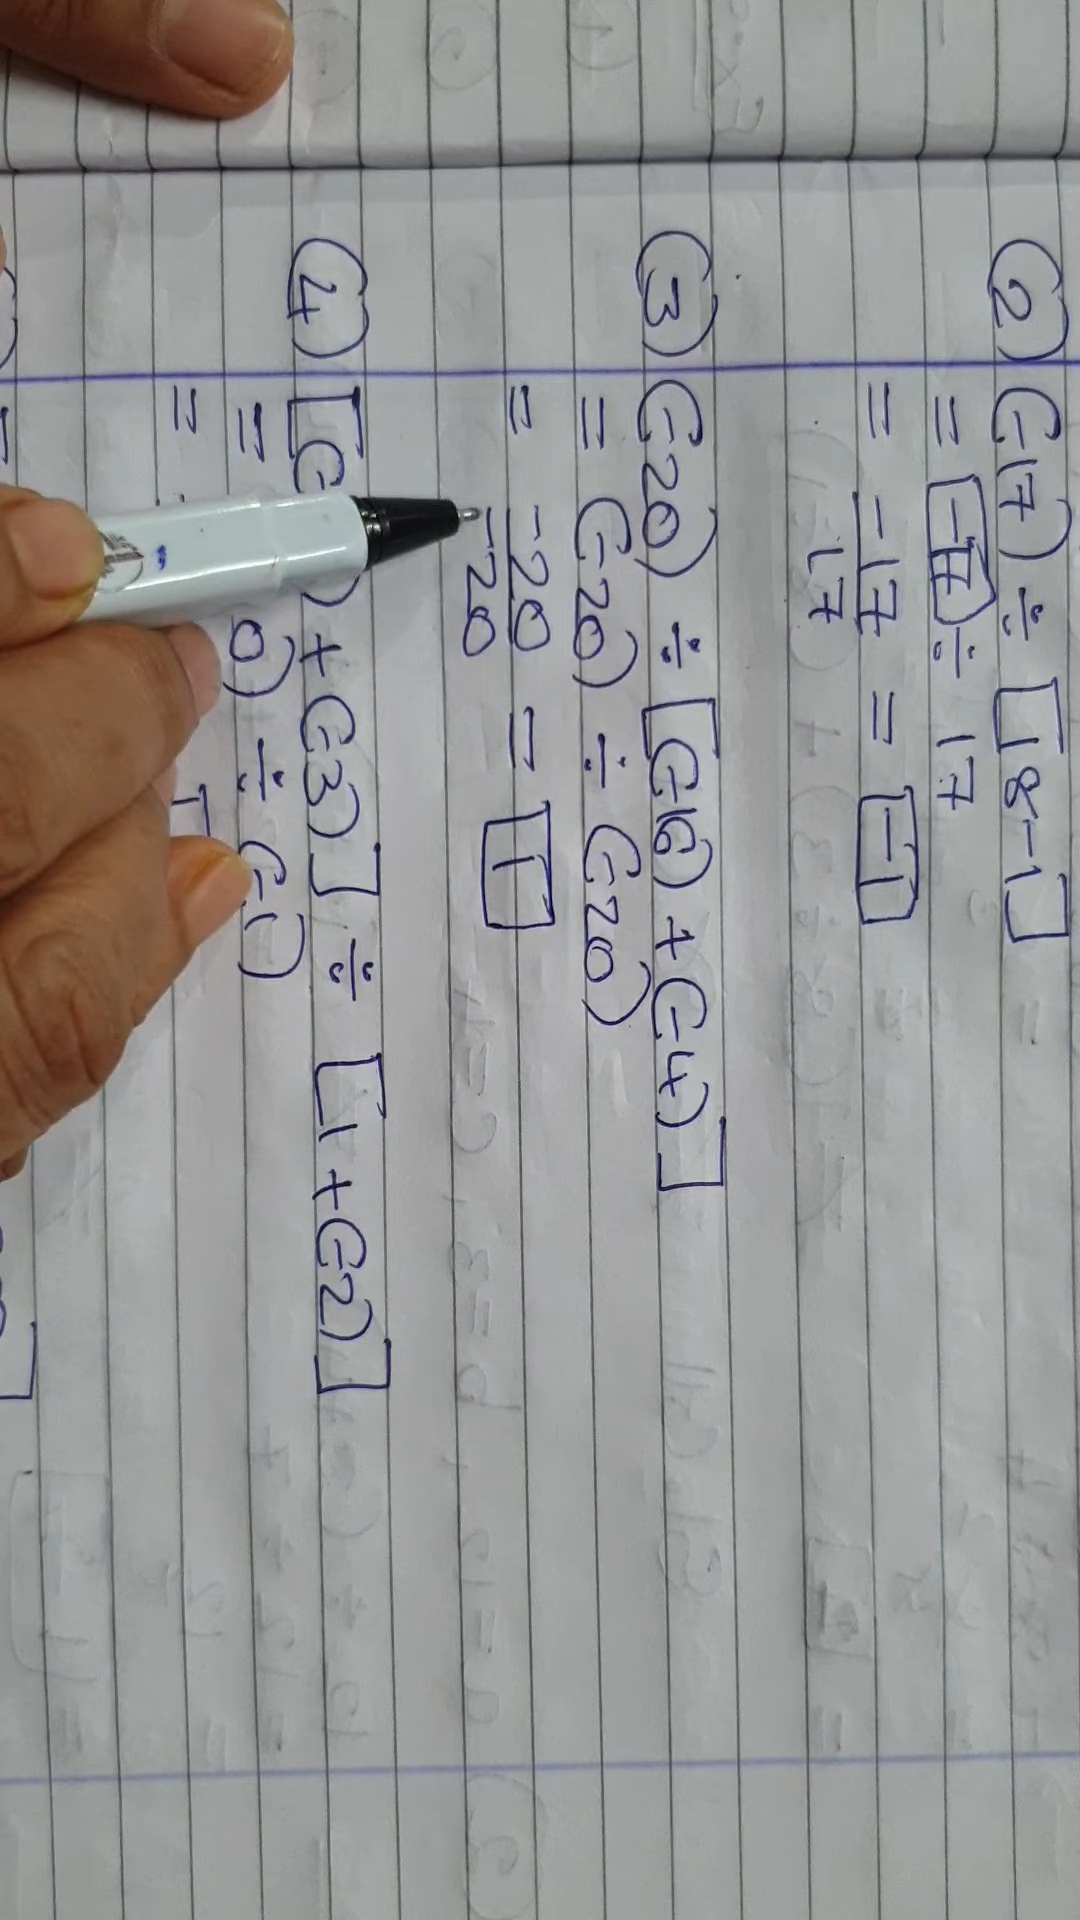 (2) (-17) ÷ [18-1]
= [-17] ÷ 17
= -17/17 = -1
(3) (-20) ÷ [(-16) + (-4)]
= (-20) ÷ (-20)
= -20/-20 = 1
(4) [(- ) + (-3)] ÷ [1 + (-2)]
= 0) ÷ (-1)
=